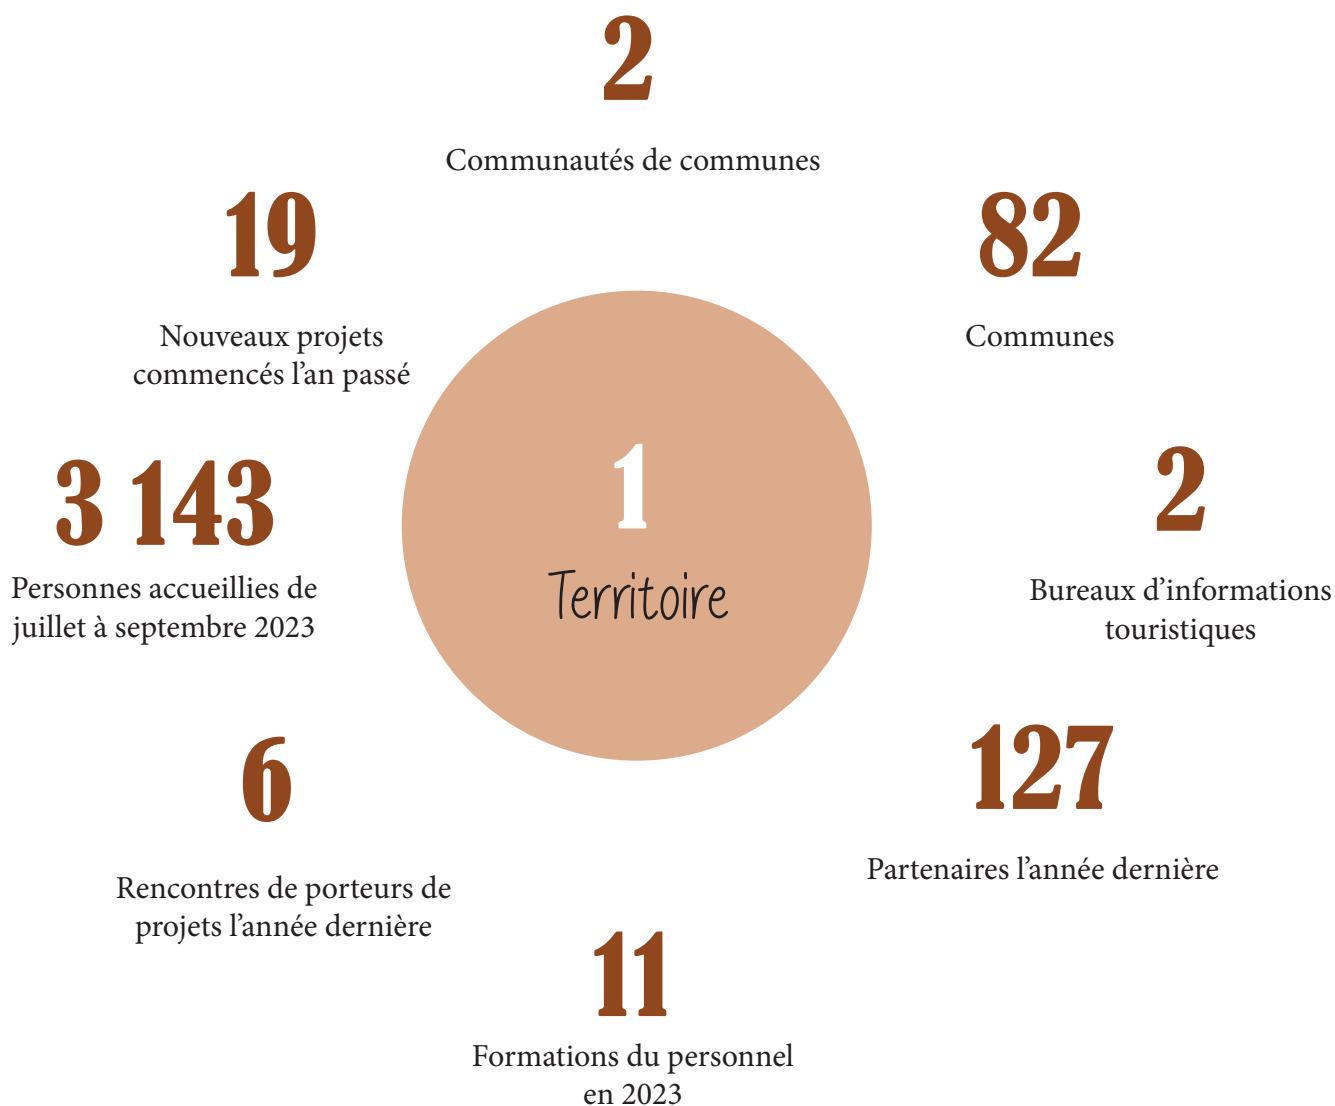 2
Communautés de communes
19
Nouveaux projets
commencés l’an passé
82
Communes
3 143
Personnes accueillies de
juillet à septembre 2023
1
Territoire
2
Bureaux d’informations
touristiques
6
Rencontres de porteurs de
projets l’année dernière
127
Partenaires l’année dernière
11
Formations du personnel
en 2023